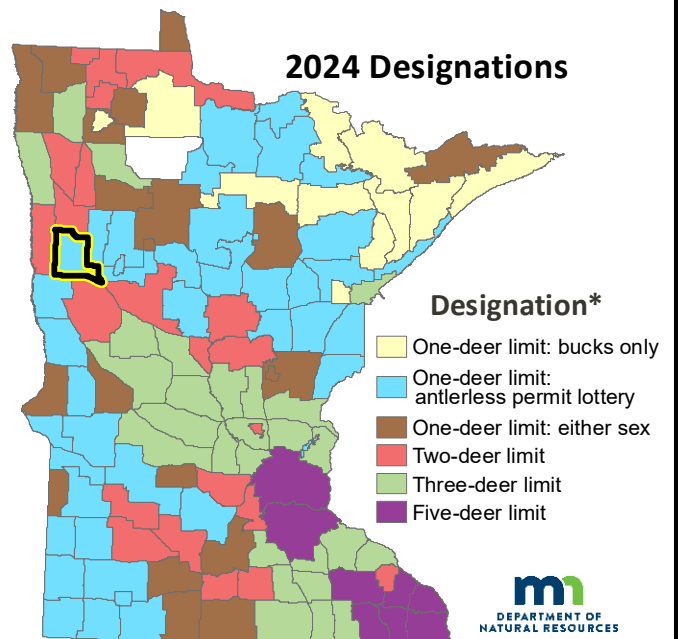 2024 Designations
Designation*
One-deer limit: bucks only
One-deer limit:
antlerless permit lottery
One-deer limit: either sex
Two-deer limit
Three-deer limit
Five-deer limit
mn
DEPARTMENT OF
NATURAL RESOURCES